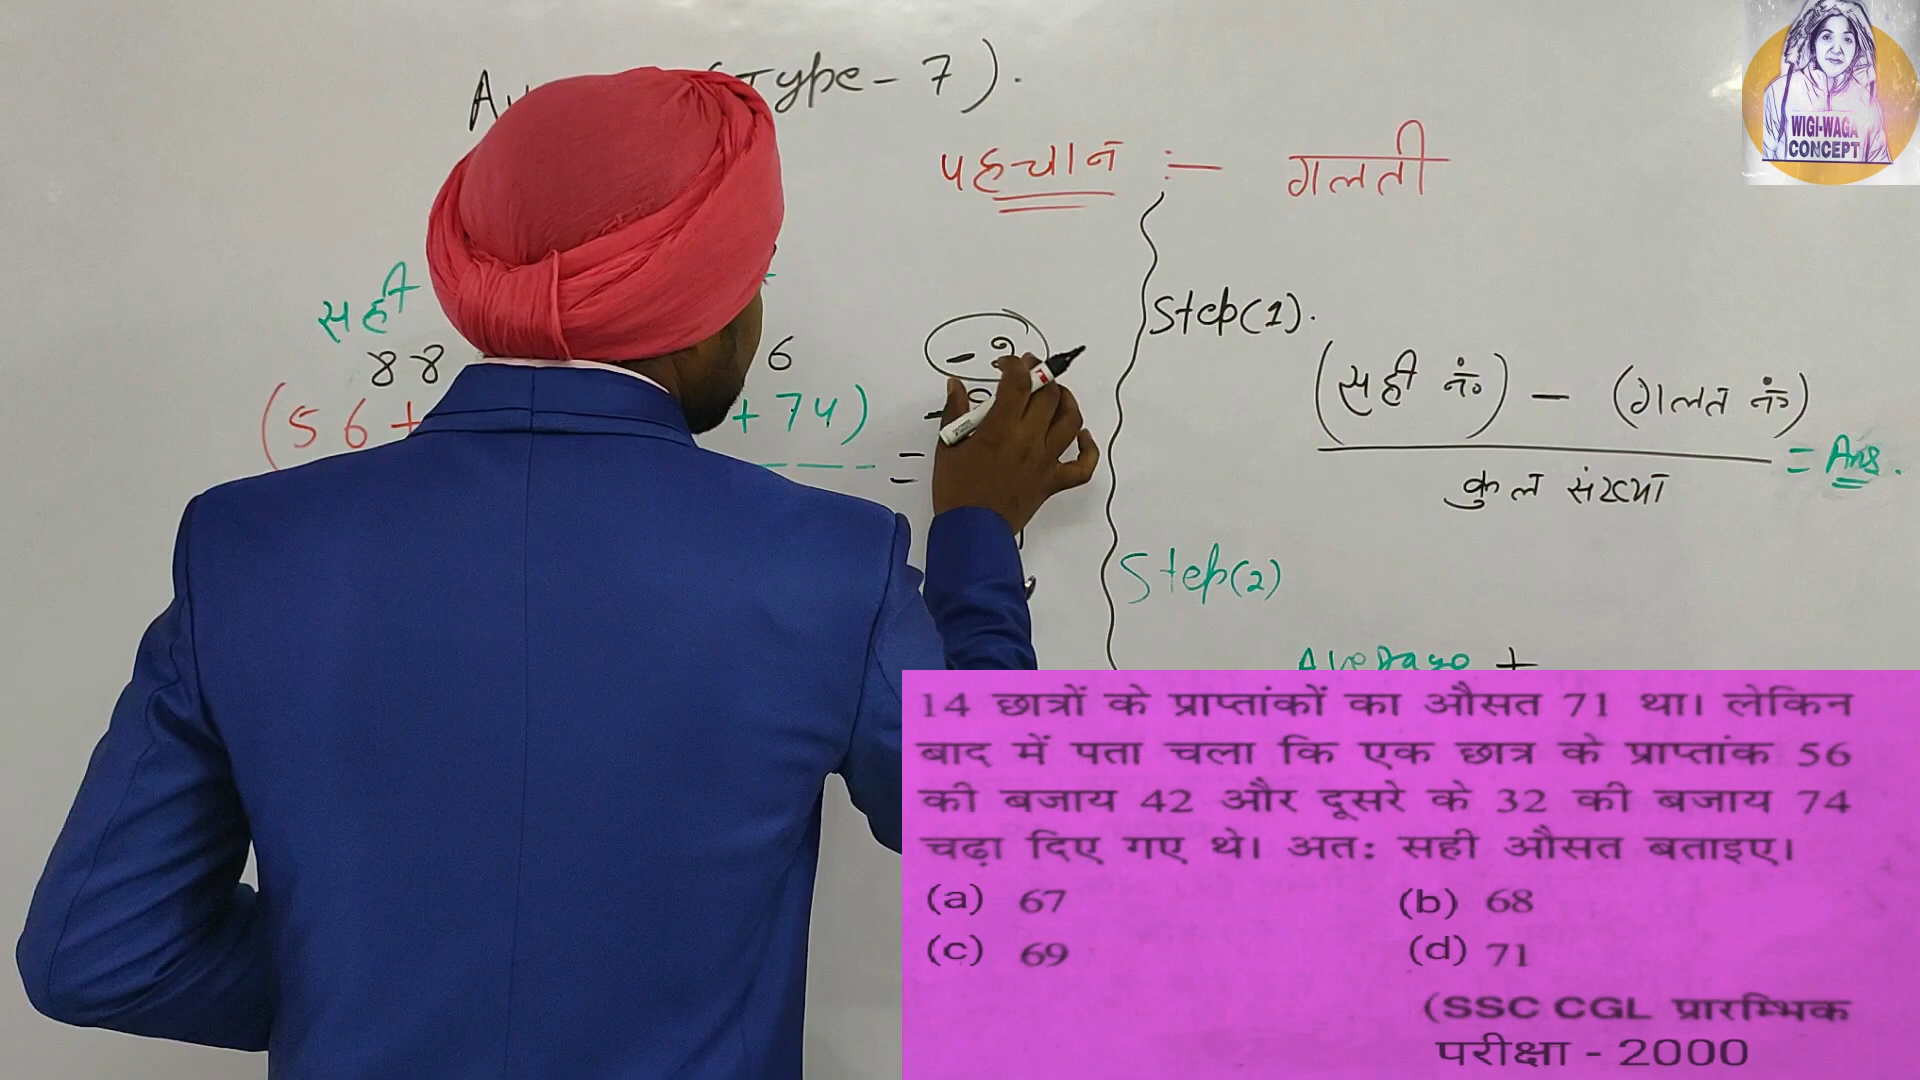 Type - 7).
पहचान :— गलती
सही
88
6
(56+
+74)
=
Step(1).
(सही नं०) — (गलत नं०)
कुल संख्या
= Ans.
Step(2)
Average +
WIGI-WAGA
CONCEPT
14 छात्रों के प्राप्तांकों का औसत 71 था। लेकिन
बाद में पता चला कि एक छात्र के प्राप्तांक 56
की बजाय 42 और दूसरे के 32 की बजाय 74
चढ़ा दिए गए थे। अतः सही औसत बताइए।
(a) 67 (b) 68
(c) 69 (d) 71
(SSC CGL प्रारम्भिक
परीक्षा - 2000